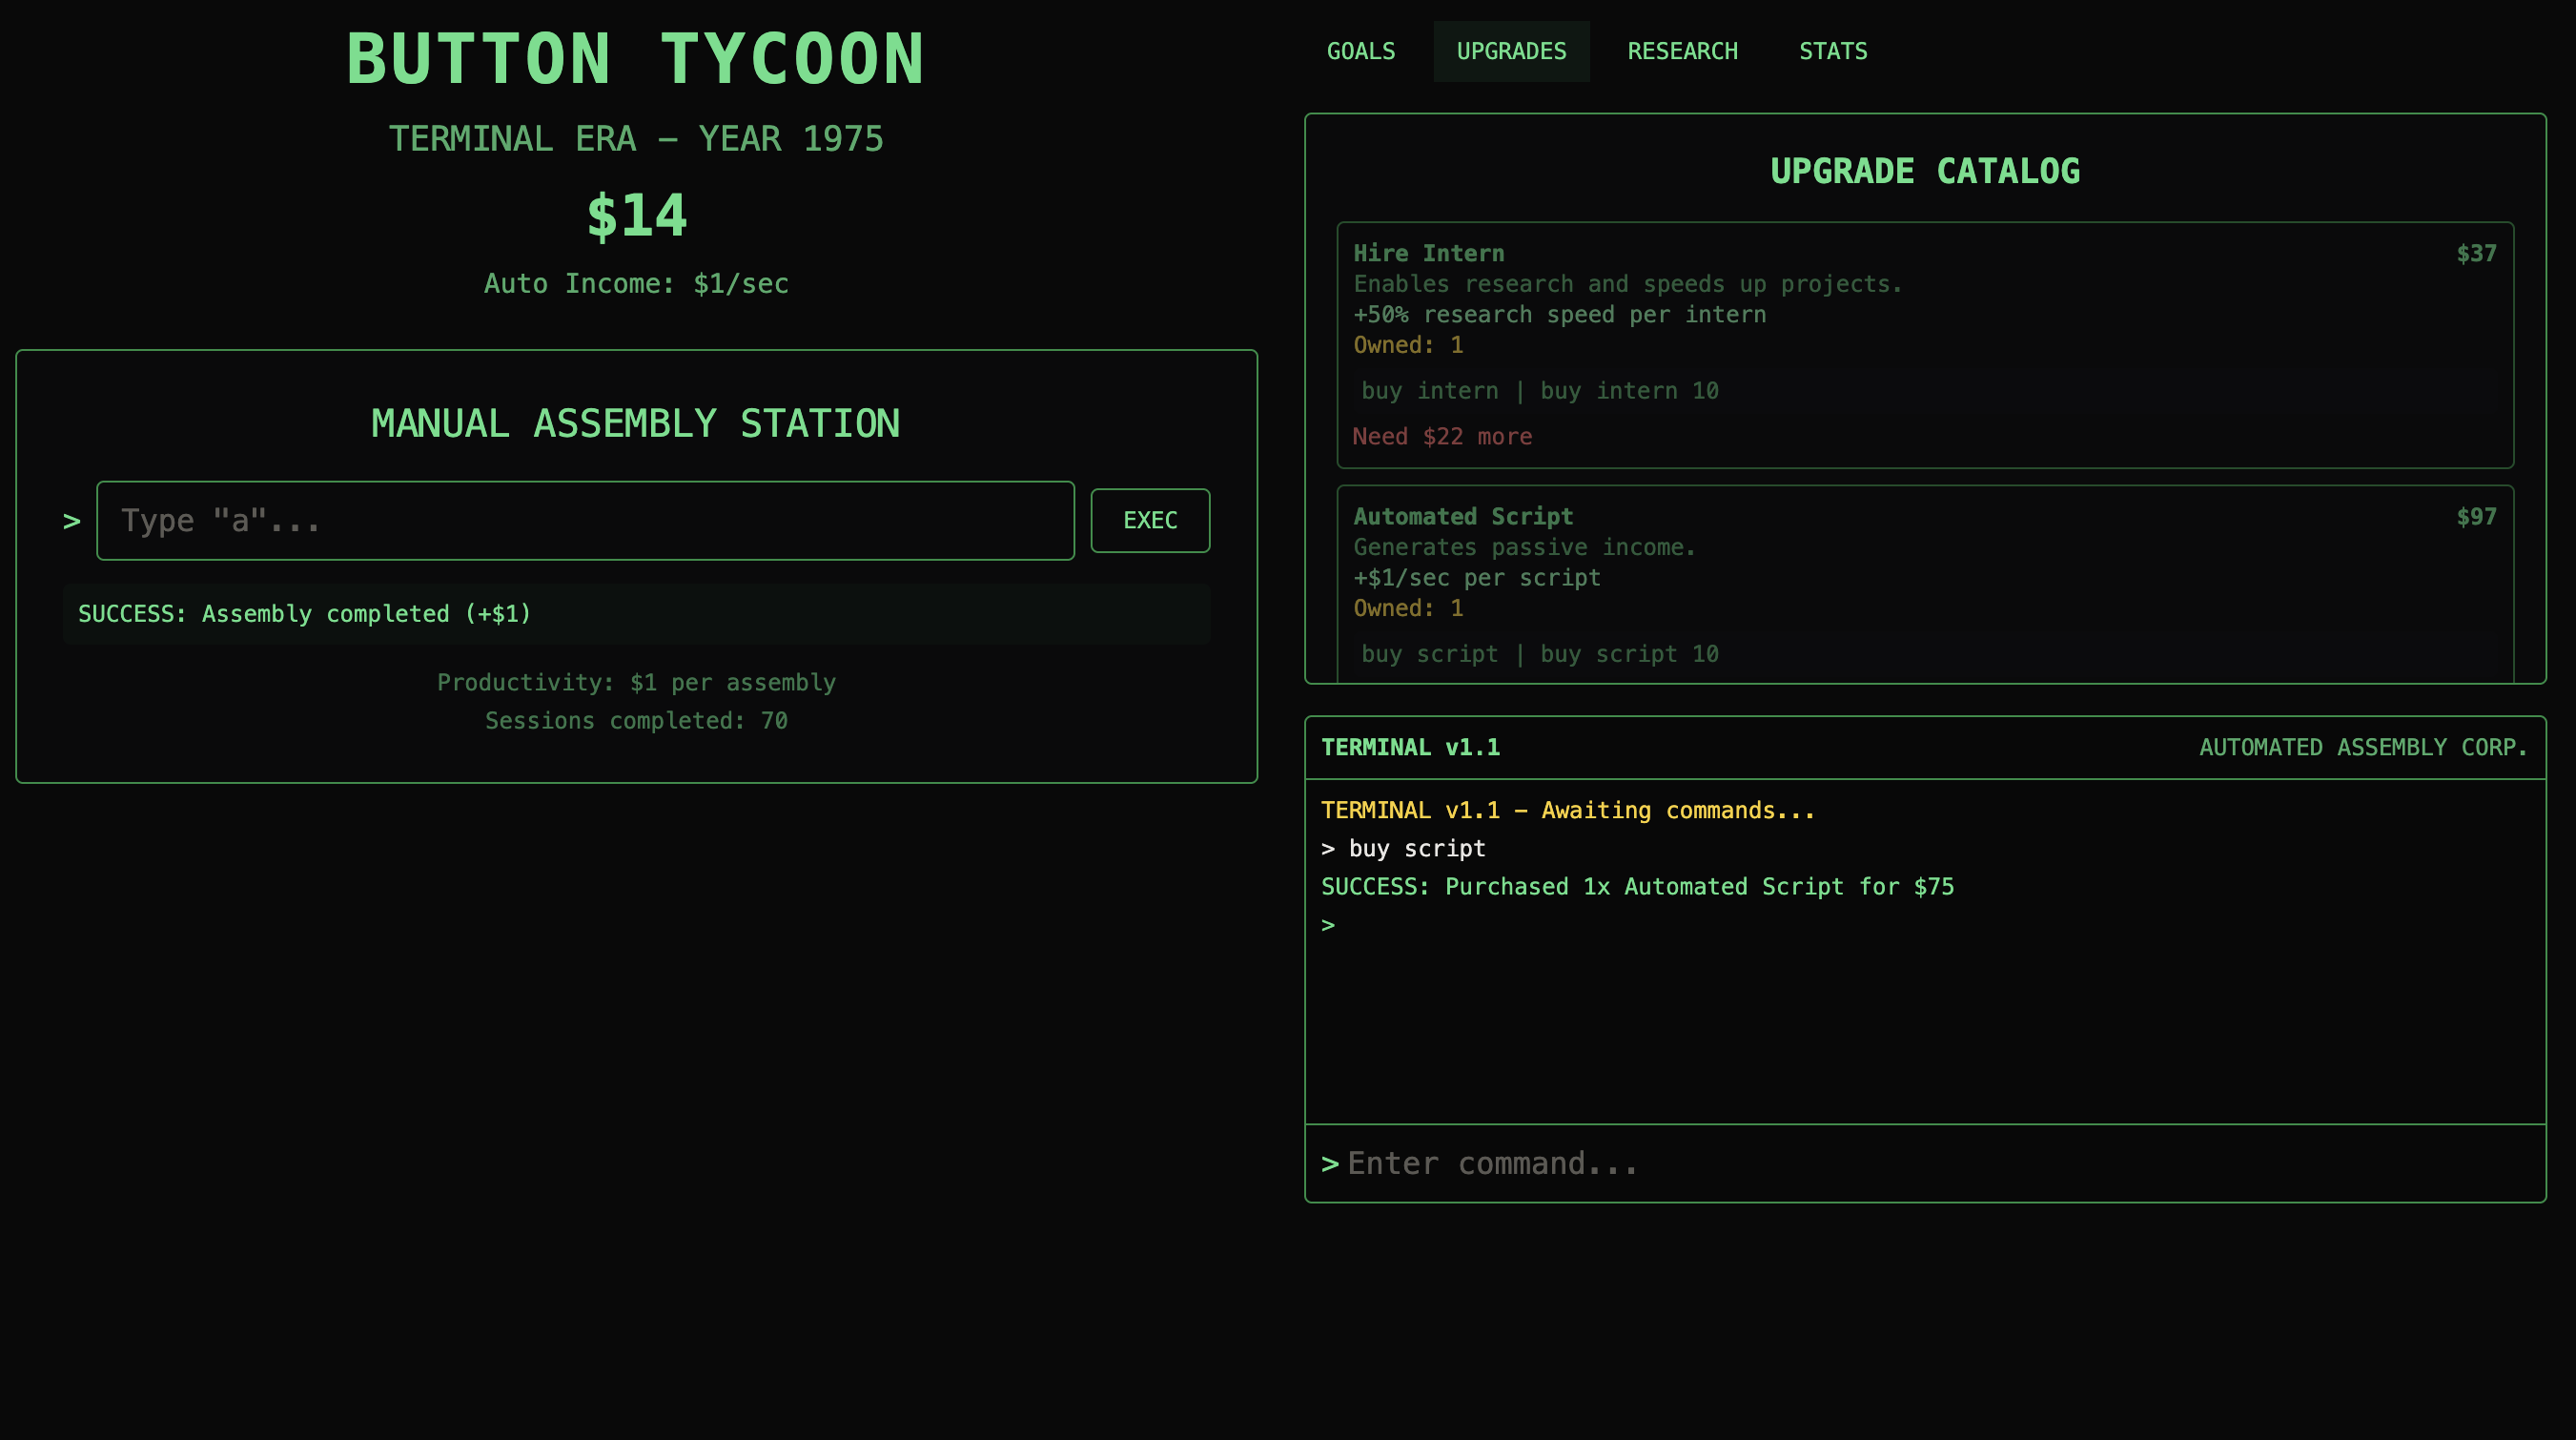 BUTTON TYCOON
TERMINAL ERA – YEAR 1975
$14
Auto Income: $1/sec
MANUAL ASSEMBLY STATION
> Type "a"... EXEC
SUCCESS: Assembly completed (+$1)
Productivity: $1 per assembly
Sessions completed: 70
GOALS UPGRADES RESEARCH STATS
UPGRADE CATALOG
Hire Intern $37
Enables research and speeds up projects.
+50% research speed per intern
Owned: 1
buy intern | buy intern 10
Need $22 more
Automated Script $97
Generates passive income.
+$1/sec per script
Owned: 1
buy script | buy script 10
TERMINAL v1.1 AUTOMATED ASSEMBLY CORP.
TERMINAL v1.1 – Awaiting commands...
> buy script
SUCCESS: Purchased 1x Automated Script for $75
>
> Enter command...